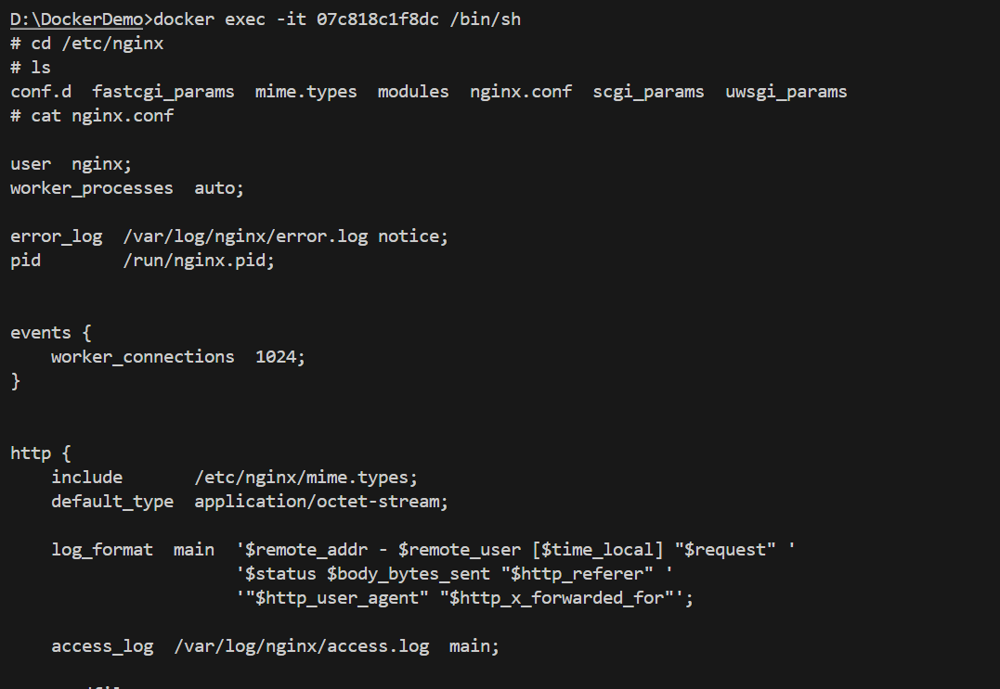 D:\DockerDemo>docker exec -it 07c818c1f8dc /bin/sh
# cd /etc/nginx
# ls
conf.d  fastcgi_params  mime.types  modules  nginx.conf  scgi_params  uwsgi_params
# cat nginx.conf
user  nginx;
worker_processes  auto;
error_log  /var/log/nginx/error.log notice;
pid        /run/nginx.pid;
events {
    worker_connections  1024;
}
http {
    include       /etc/nginx/mime.types;
    default_type  application/octet-stream;
    log_format  main  '$remote_addr - $remote_user [$time_local] "$request" '
                      '$status $body_bytes_sent "$http_referer" '
                      '"$http_user_agent" "$http_x_forwarded_for"';
    access_log  /var/log/nginx/access.log  main;